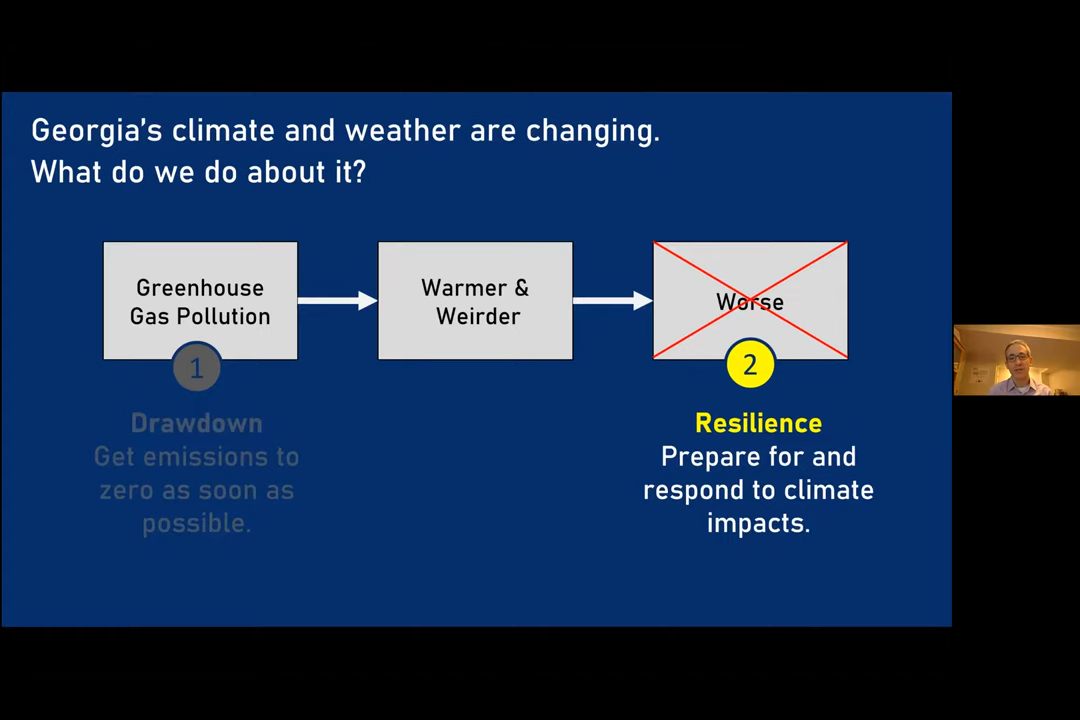 Georgia's climate and weather are changing.
What do we do about it?
Greenhouse
Gas Pollution
Warmer &
Weirder
Worse
1
2
Drawdown
Get emissions to
zero as soon as
possible.
Resilience
Prepare for and
respond to climate
impacts.